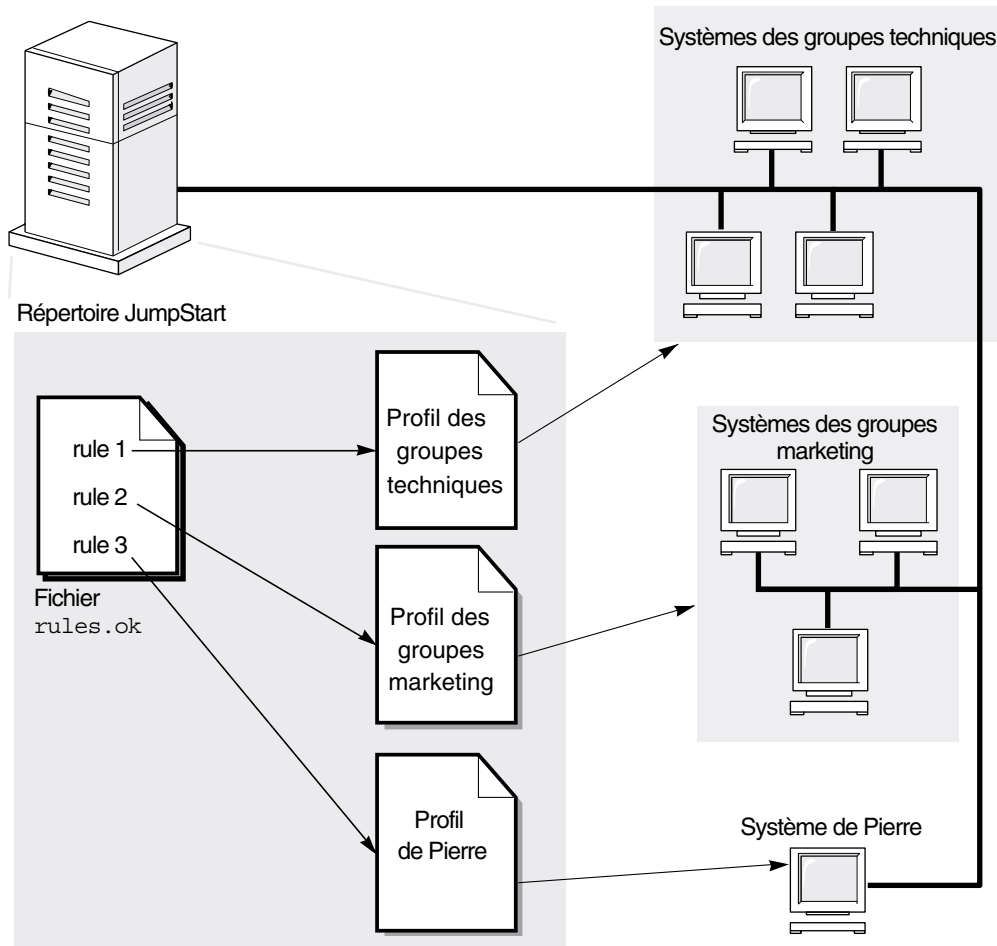 Systèmes des groupes techniques
Répertoire JumpStart
rule 1
rule 2
rule 3
Fichier
rules.ok
Profil des
groupes
techniques
Profil des
groupes
marketing
Profil
de Pierre
Systèmes des groupes
marketing
Système de Pierre